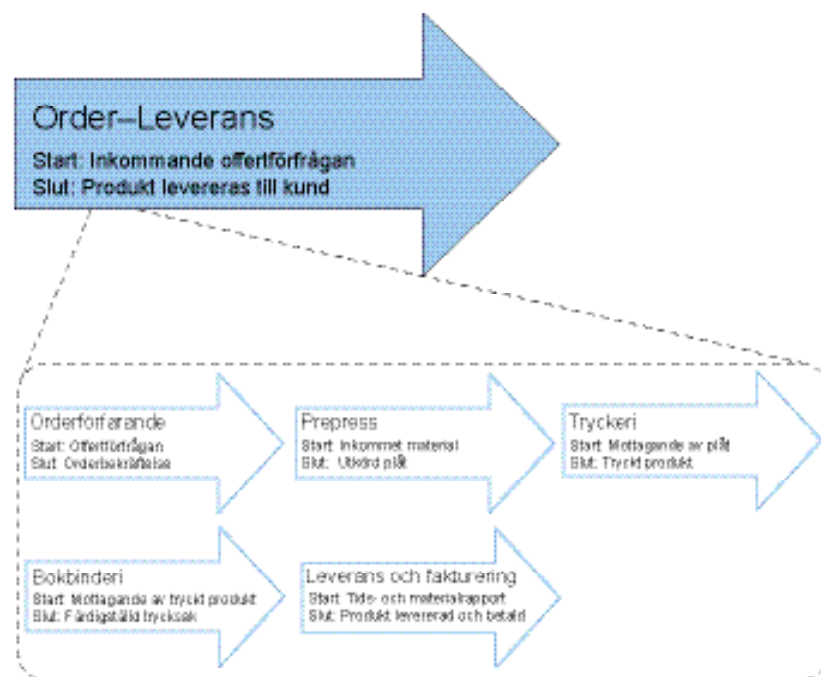 Order–Leverans
Start: Inkommande offertförfrågan
Slut: Produkt levereras till kund
Orderförfarande
Start: Offertförfrågan
Slut: Orderbekräftelse
Prepress
Start: Inkommet material
Slut: Utkörd plåt
Tryckeri
Start: Mottagande av plåt
Slut: Tryckt produkt
Bokbinderi
Start: Mottagande av tryckt produkt
Slut: Färdigställd trycksak
Leverans och fakturering
Start: Tids- och materialrapport
Slut: Produkt levererad och betald